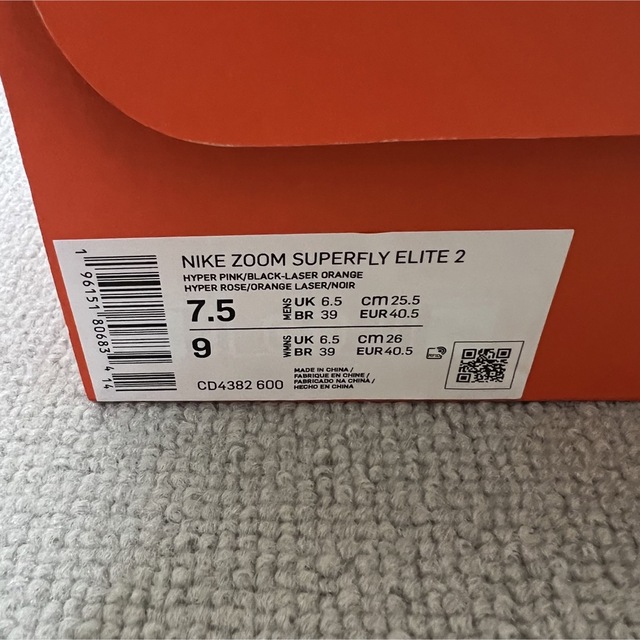 NIKE ZOOM SUPERFLY ELITE 2
HYPER PINK/BLACK-LASER ORANGE
HYPER ROSE/ORANGE LASER/NOIR
7.5 MENS UK 6.5 cm 25.5
BR 39 EUR 40.5
9 WMNS UK 6.5 cm 26
BR 39 EUR 40.5
CD4382 600
MADE IN CHINA /
FABRIQUE EN CHINE /
FABRICADO NA CHINA /
HECHO EN CHINA
1 96151 80683 4 14